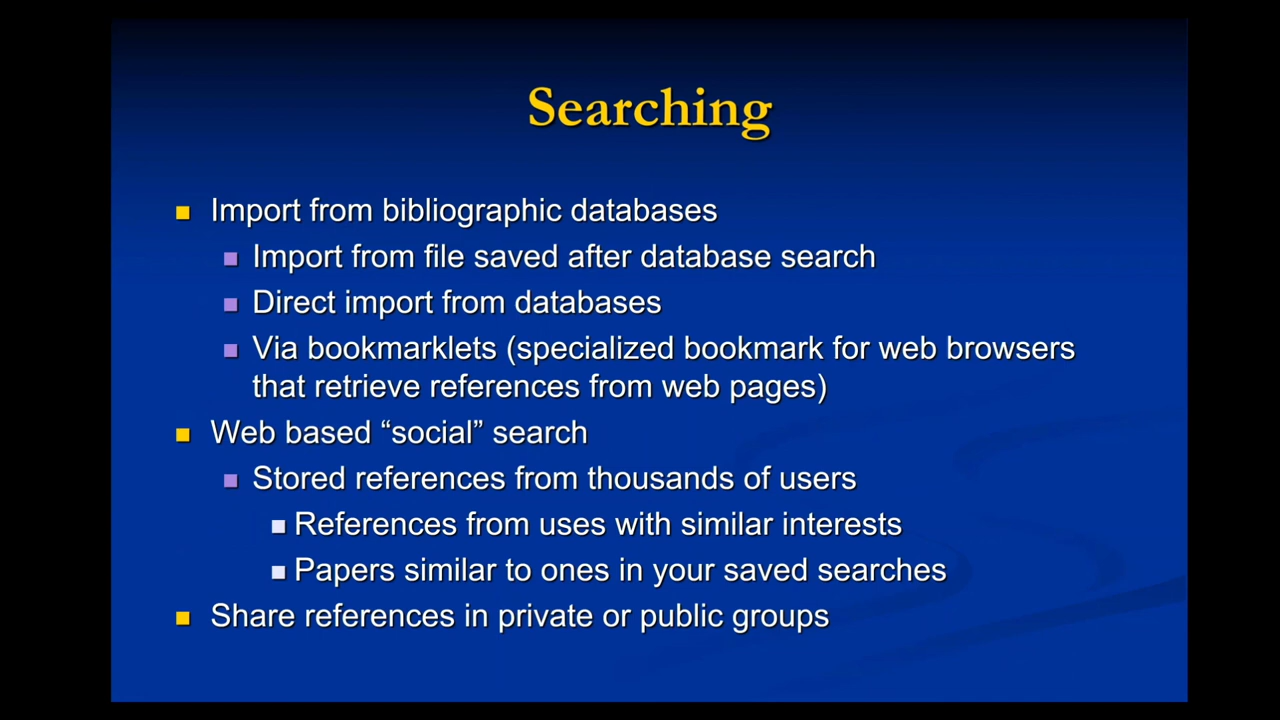 Searching
Import from bibliographic databases
Import from file saved after database search
Direct import from databases
Via bookmarklets (specialized bookmark for web browsers
that retrieve references from web pages)
Web based “social” search
Stored references from thousands of users
References from uses with similar interests
Papers similar to ones in your saved searches
Share references in private or public groups